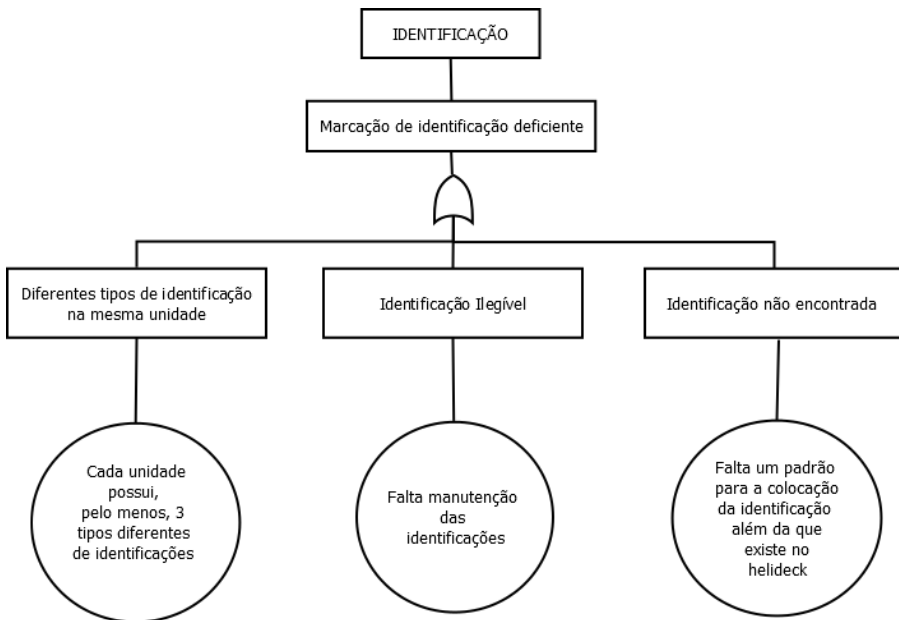 IDENTIFICAÇÃO
Marcação de identificação deficiente
Diferentes tipos de identificação
na mesma unidade
Identificação Ilegível
Identificação não encontrada
Cada unidade
possui,
pelo menos, 3
tipos diferentes
de identificações
Falta manutenção
das
identificações
Falta um padrão
para a colocação
da identificação
além da que
existe no
helideck